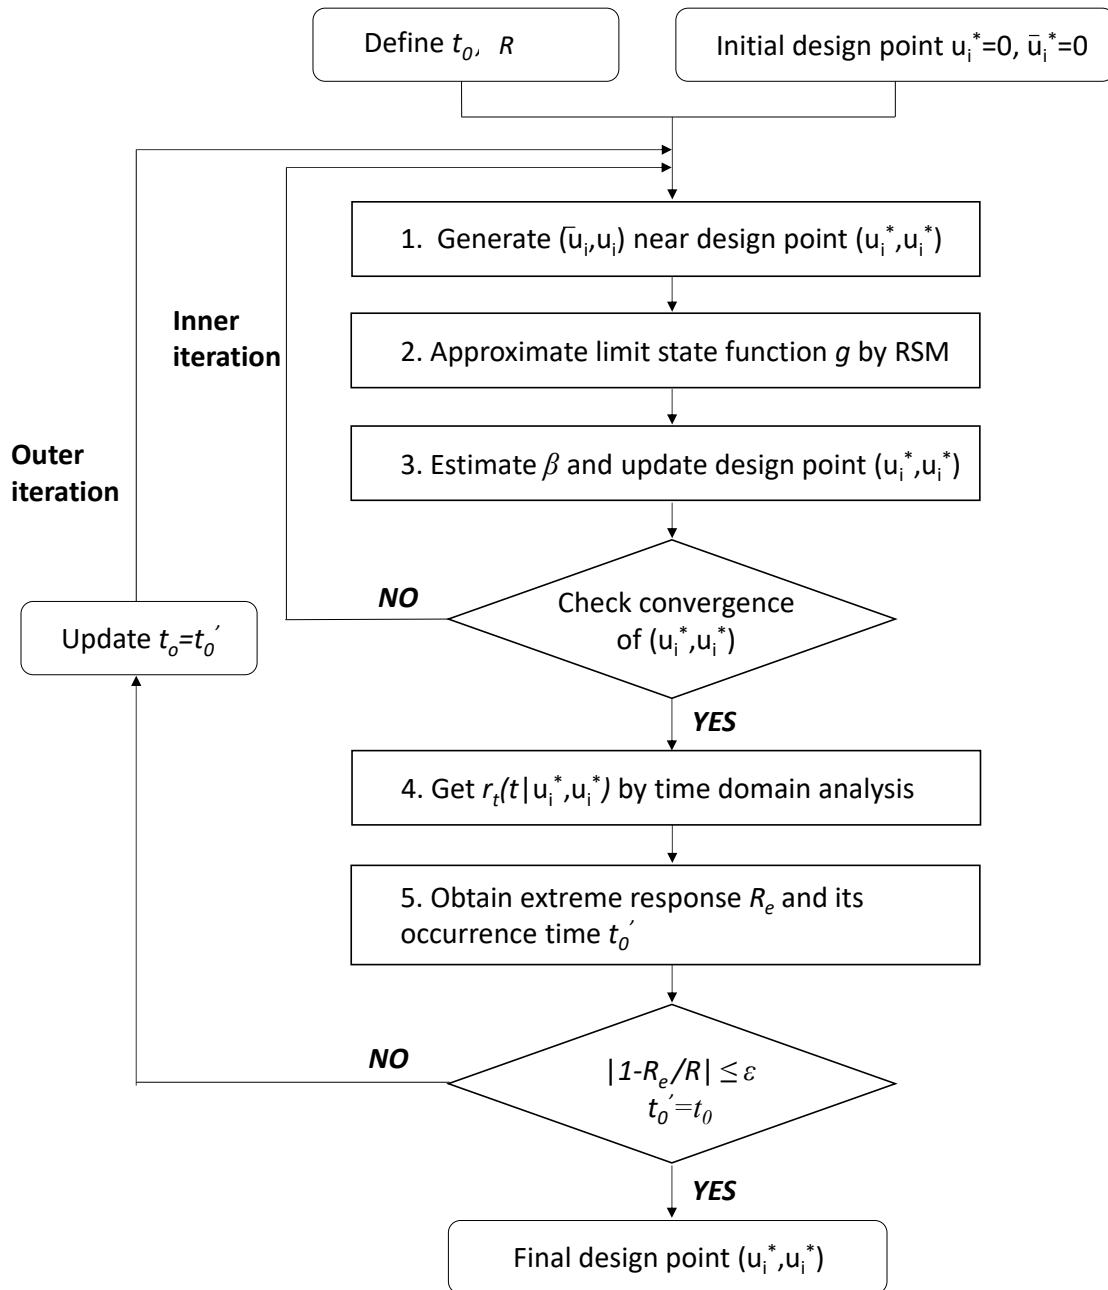 Define t₀, R
Initial design point uᵢ*=0, ūᵢ*=0
1. Generate (ūᵢ,uᵢ) near design point (uᵢ*,uᵢ*)
Inner
iteration
2. Approximate limit state function g by RSM
Outer
iteration
3. Estimate β and update design point (uᵢ*,uᵢ*)
NO
Check convergence
of (uᵢ*,uᵢ*)
Update tₒ=t₀′
YES
4. Get rₜ(t|uᵢ*,uᵢ*) by time domain analysis
5. Obtain extreme response Rₑ and its
occurrence time t₀′
NO
|1-Rₑ/R| ≤ ε
t₀′=t₀
YES
Final design point (uᵢ*,uᵢ*)